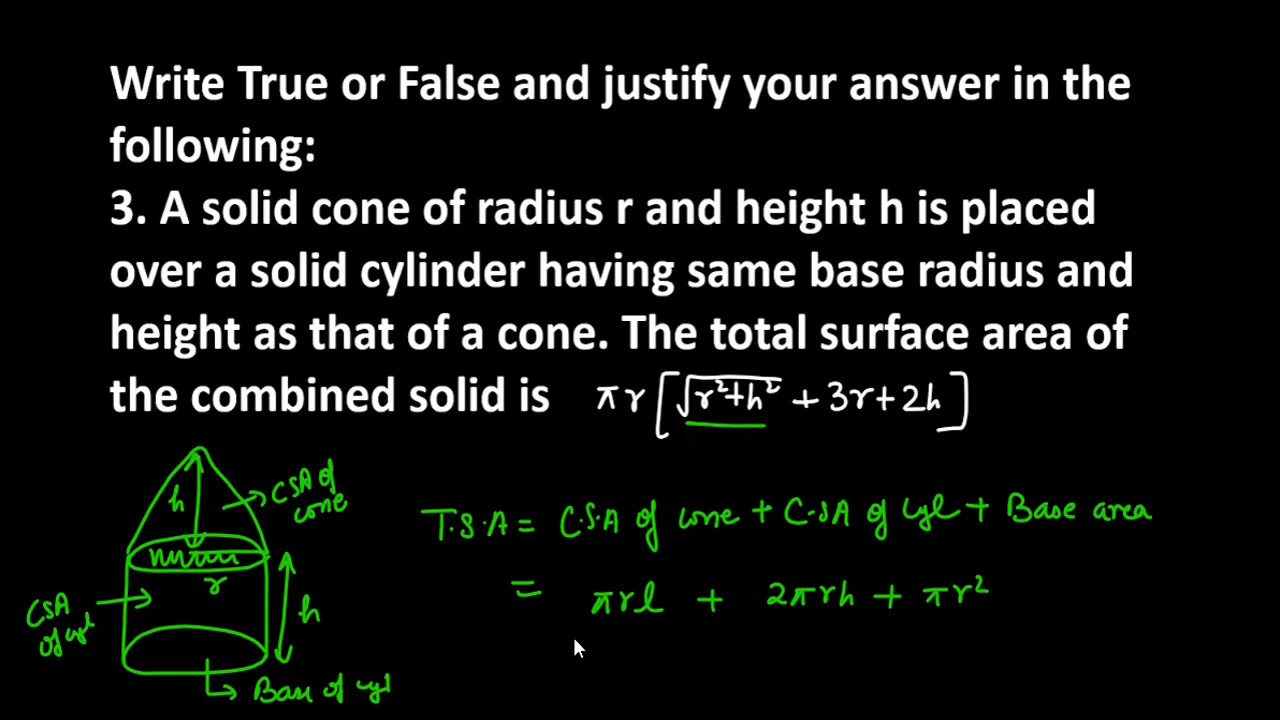 Write True or False and justify your answer in the
following:
3. A solid cone of radius r and height h is placed
over a solid cylinder having same base radius and
height as that of a cone. The total surface area of
the combined solid is πr[√r²+h² + 3r+2h]
h
CSA of
cone
r
CSA
of cyl
h
Base of cyl
T.S.A = C.S.A of cone + C.SA of Cyl + Base area
= πrl + 2πrh + πr²